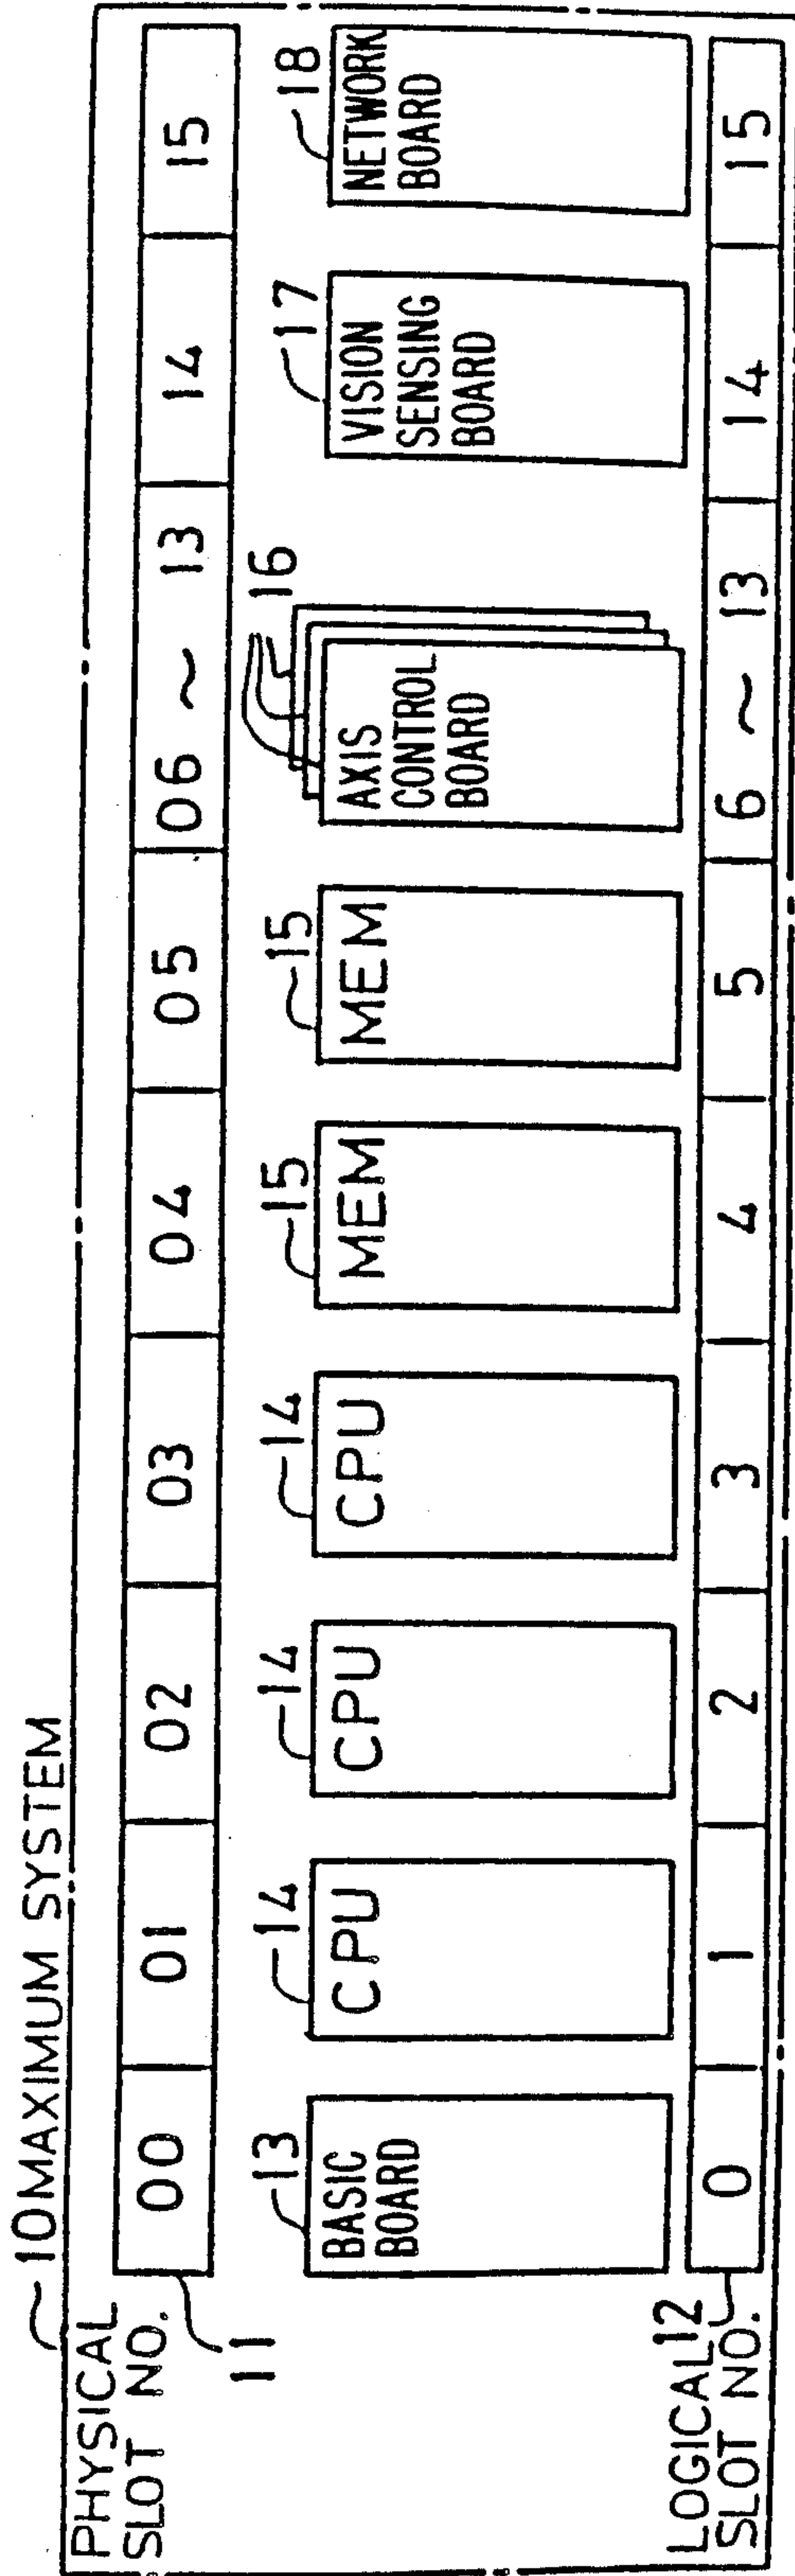 10 MAXIMUM SYSTEM
PHYSICAL
SLOT NO.
11
00 01 02 03 04 05 06 ~ 13 14 15
13
BASIC
BOARD
14
CPU
14
CPU
14
CPU
15
MEM
15
MEM
16
AXIS
CONTROL
BOARD
17
VISION
SENSING
BOARD
18
NETWORK
BOARD
LOGICAL
SLOT NO.
12
0 1 2 3 4 5 6 ~ 13 14 15